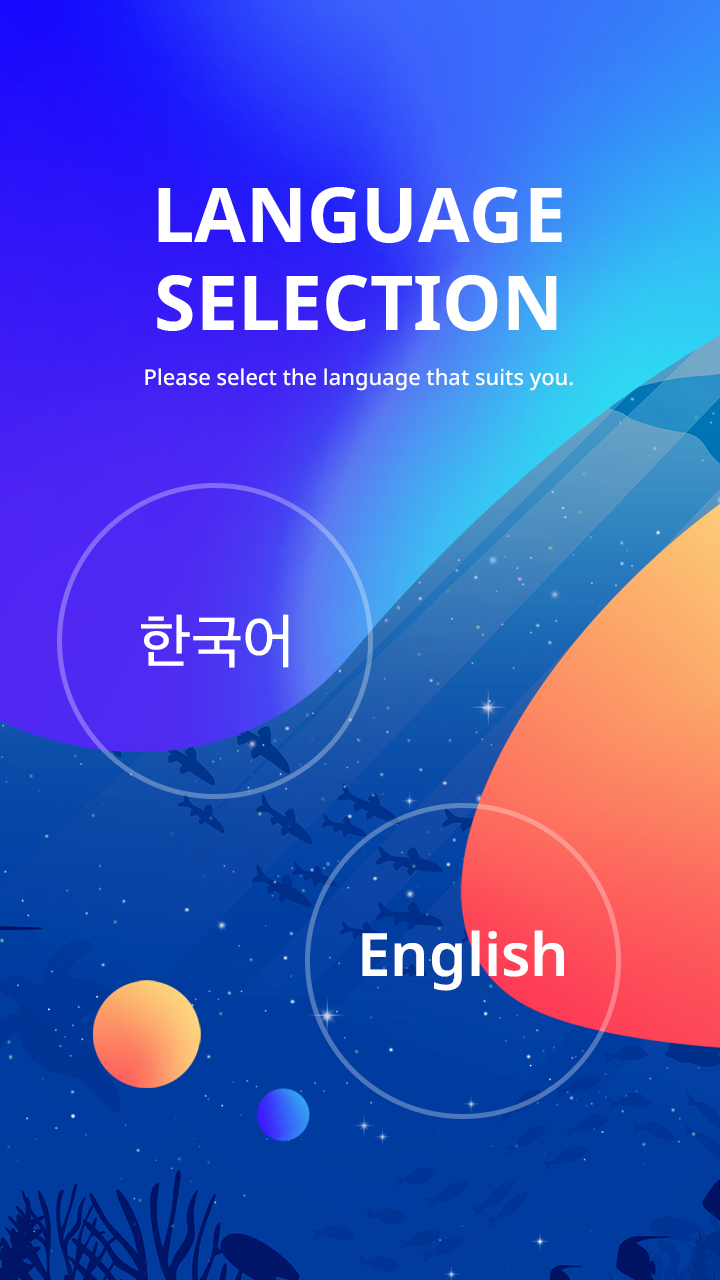 LANGUAGE
SELECTION
Please select the language that suits you.
한국어
English